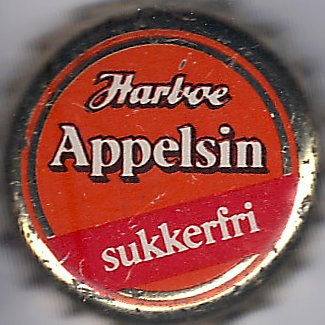 Harboe
Appelsin
sukkerfri